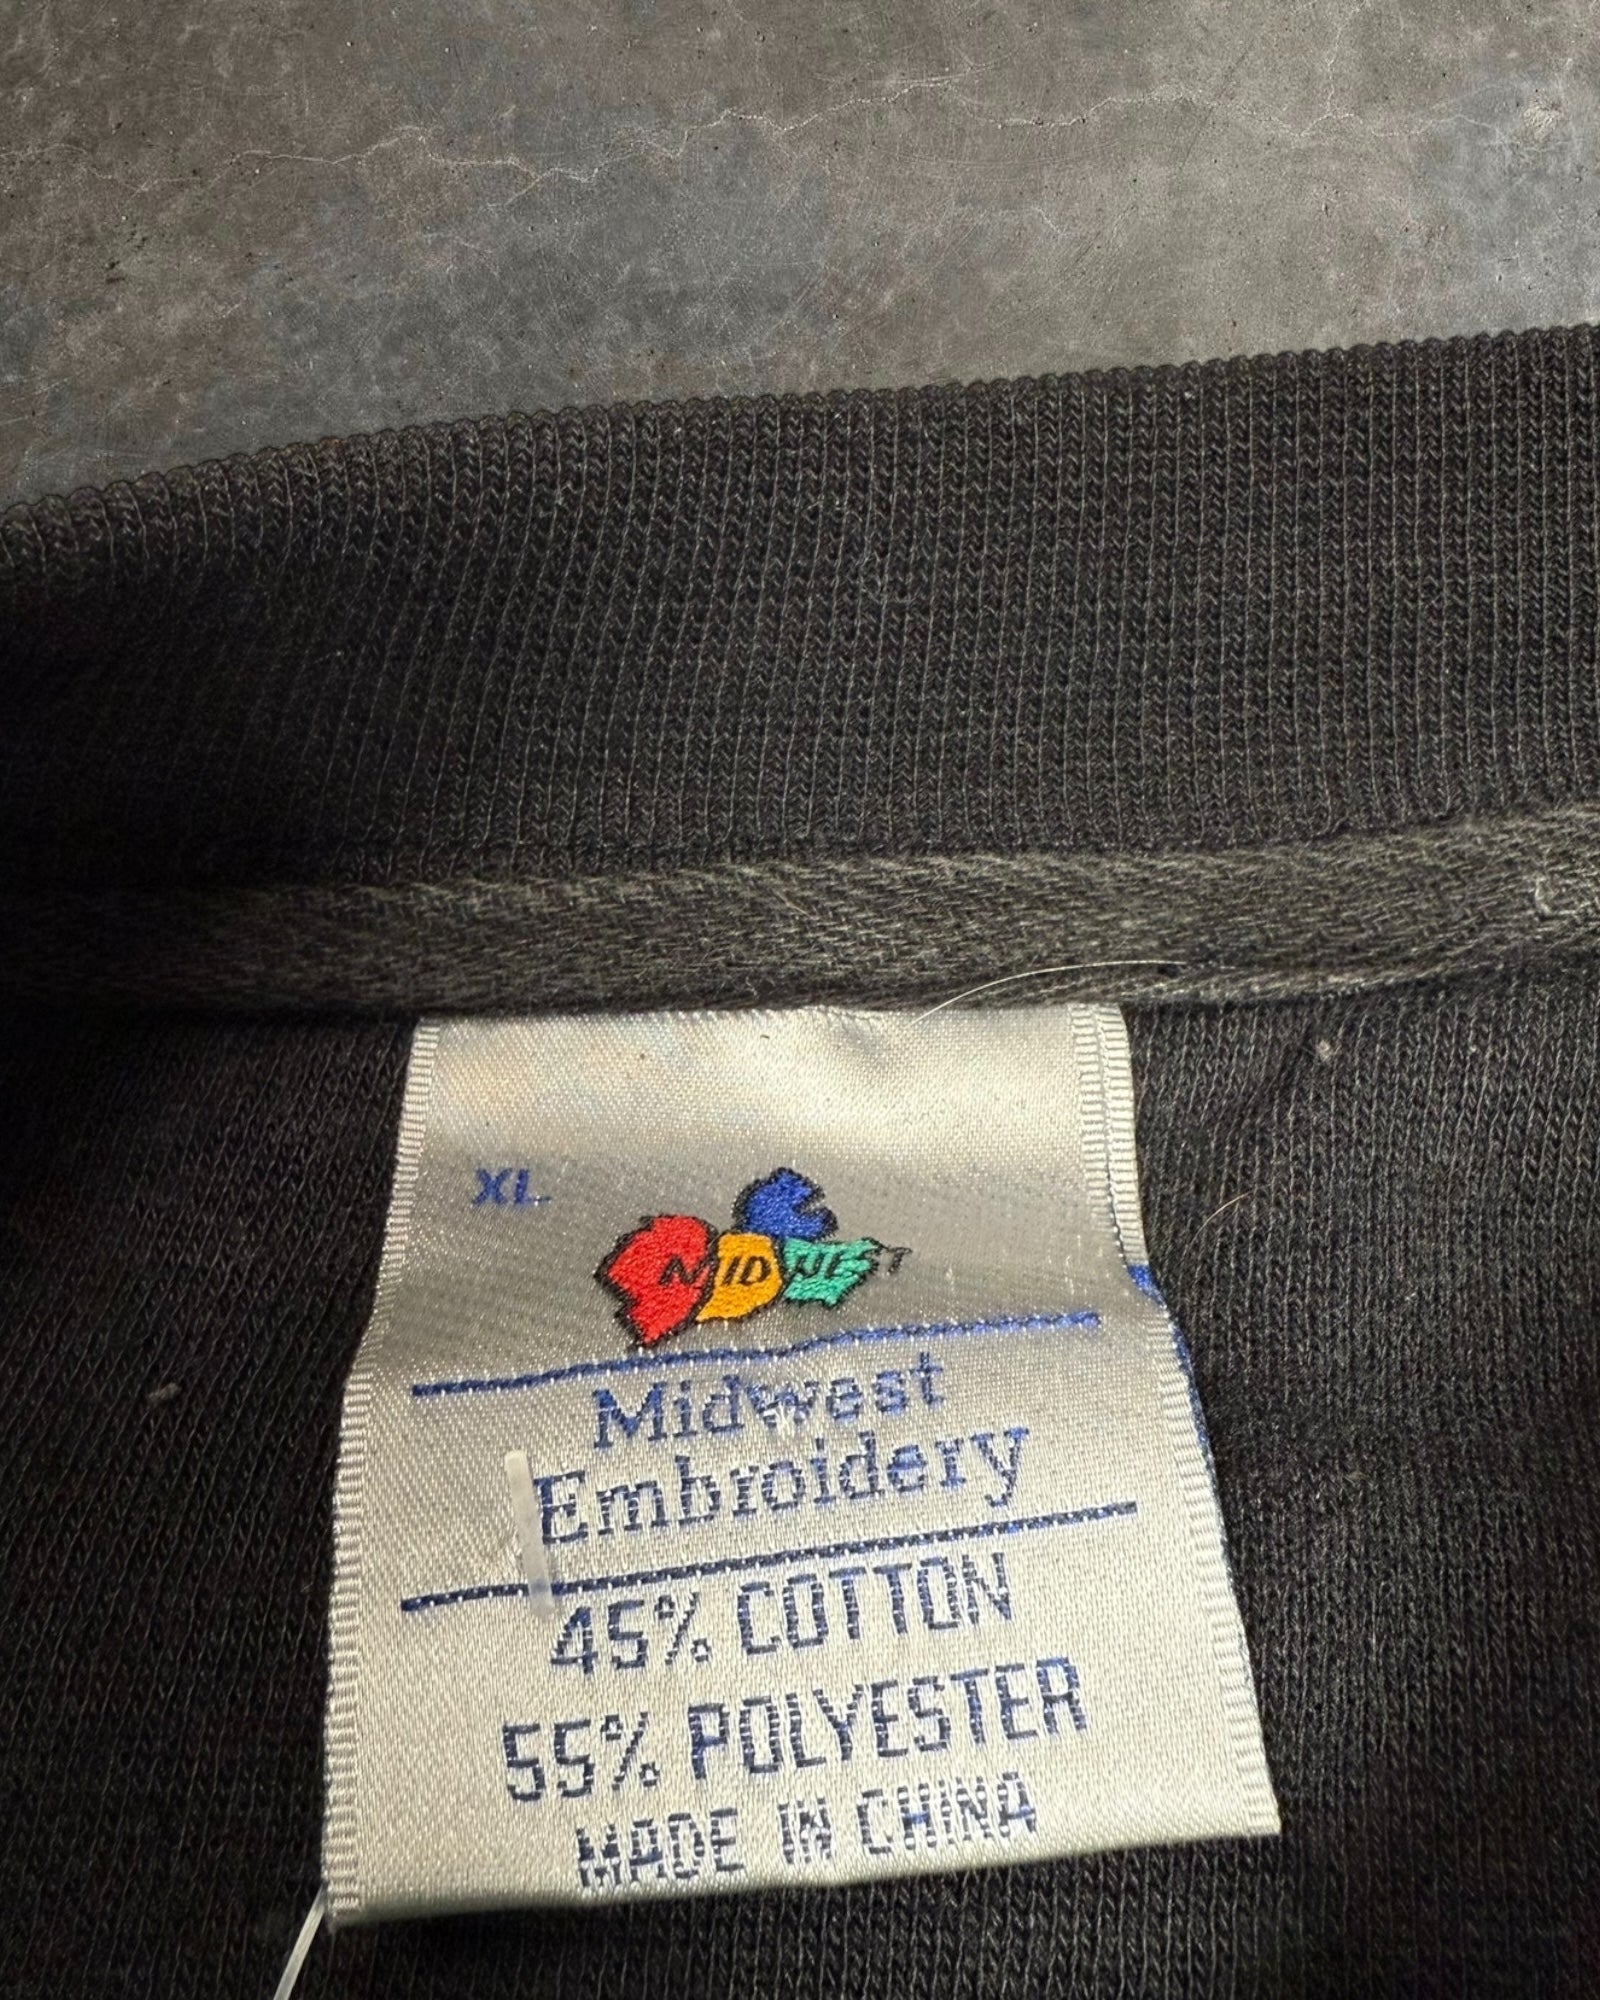 XL
MIDWEST
Midwest
Embroidery
45% COTTON
55% POLYESTER
MADE IN CHINA